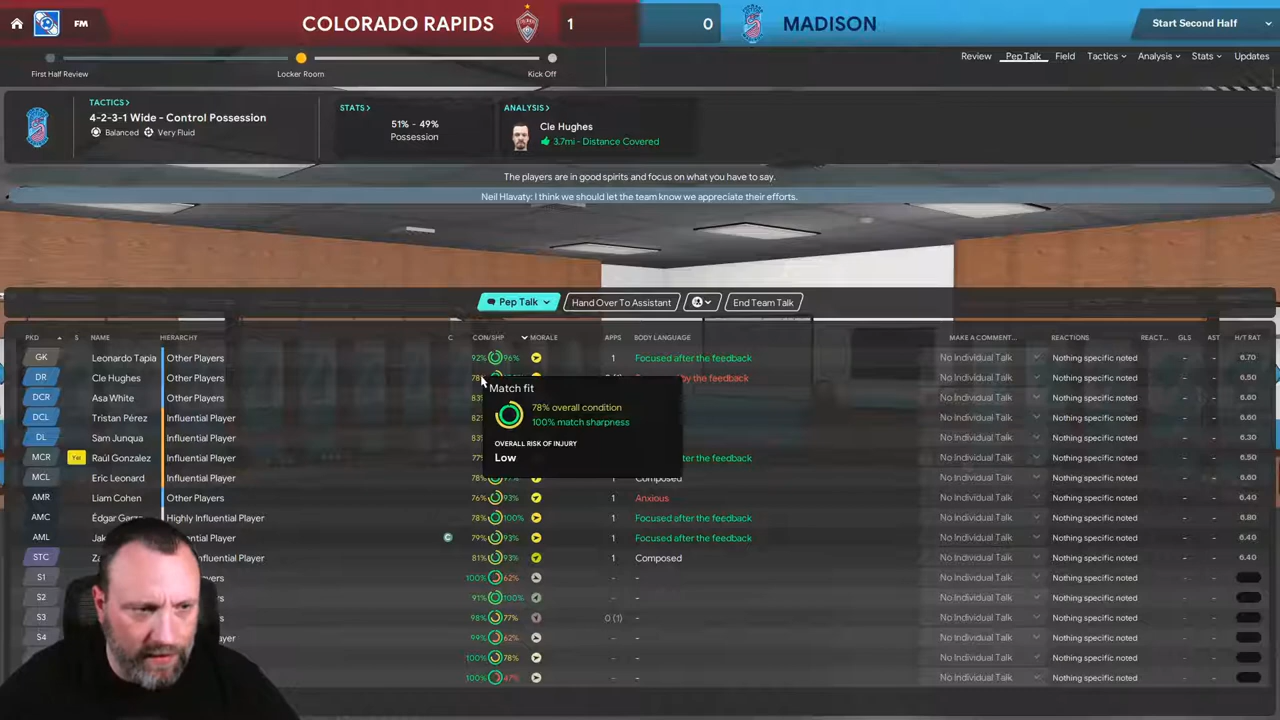 FM COLORADO RAPIDS 1 0 MADISON Start Second Half
First Half Review Locker Room Kick Off
Review Pep Talk Field Tactics Analysis Stats Updates
TACTICS
4-2-3-1 Wide - Control Possession
Balanced Very Fluid
STATS
51% - 49%
Possession
ANALYSIS
Cle Hughes
3.7mi - Distance Covered
The players are in good spirits and focus on what you have to say.
Neil Hlavaty: I think we should let the team know we appreciate their efforts.
Pep Talk Hand Over To Assistant End Team Talk
PKD S NAME HIERARCHY C CON/SHP MORALE APPS BODY LANGUAGE MAKE A COMMENT... REACTIONS REACT... GLS AST H/T RAT
GK Leonardo Tapia Other Players 92% 96% 1 Focused after the feedback No Individual Talk Nothing specific noted - - 6.70
DR Cle Hughes Other Players 78% by the feedback No Individual Talk Nothing specific noted - - 6.50
DCR Asa White Other Players 83% No Individual Talk Nothing specific noted - - 6.60
DCL Tristan Pérez Influential Player 82% No Individual Talk Nothing specific noted - - 6.60
DL Sam Junqua Influential Player 83% No Individual Talk Nothing specific noted - - 6.30
MCR Raúl Gonzalez Influential Player 77% after the feedback No Individual Talk Nothing specific noted - - 6.50
MCL Eric Leonard Influential Player 78% 97% 1 Composed No Individual Talk Nothing specific noted - - 6.60
AMR Liam Cohen Other Players 76% 93% 1 Anxious No Individual Talk Nothing specific noted - - 6.40
AMC Édgar Highly Influential Player 78% 100% 1 Focused after the feedback No Individual Talk Nothing specific noted - - 6.80
AML Influential Player 79% 93% 1 Focused after the feedback No Individual Talk Nothing specific noted - - 6.40
STC Influential Player 81% 93% 1 Composed No Individual Talk Nothing specific noted - - 6.40
S1 100% 62% - - No Individual Talk Nothing specific noted - -
S2 91% 100% - - No Individual Talk Nothing specific noted - -
S3 98% 77% 0 (1) - No Individual Talk Nothing specific noted - -
S4 99% 62% - - No Individual Talk Nothing specific noted - -
100% 78% - - No Individual Talk Nothing specific noted - -
100% 47% - - No Individual Talk Nothing specific noted - -
Match fit
78% overall condition
100% match sharpness
OVERALL RISK OF INJURY
Low